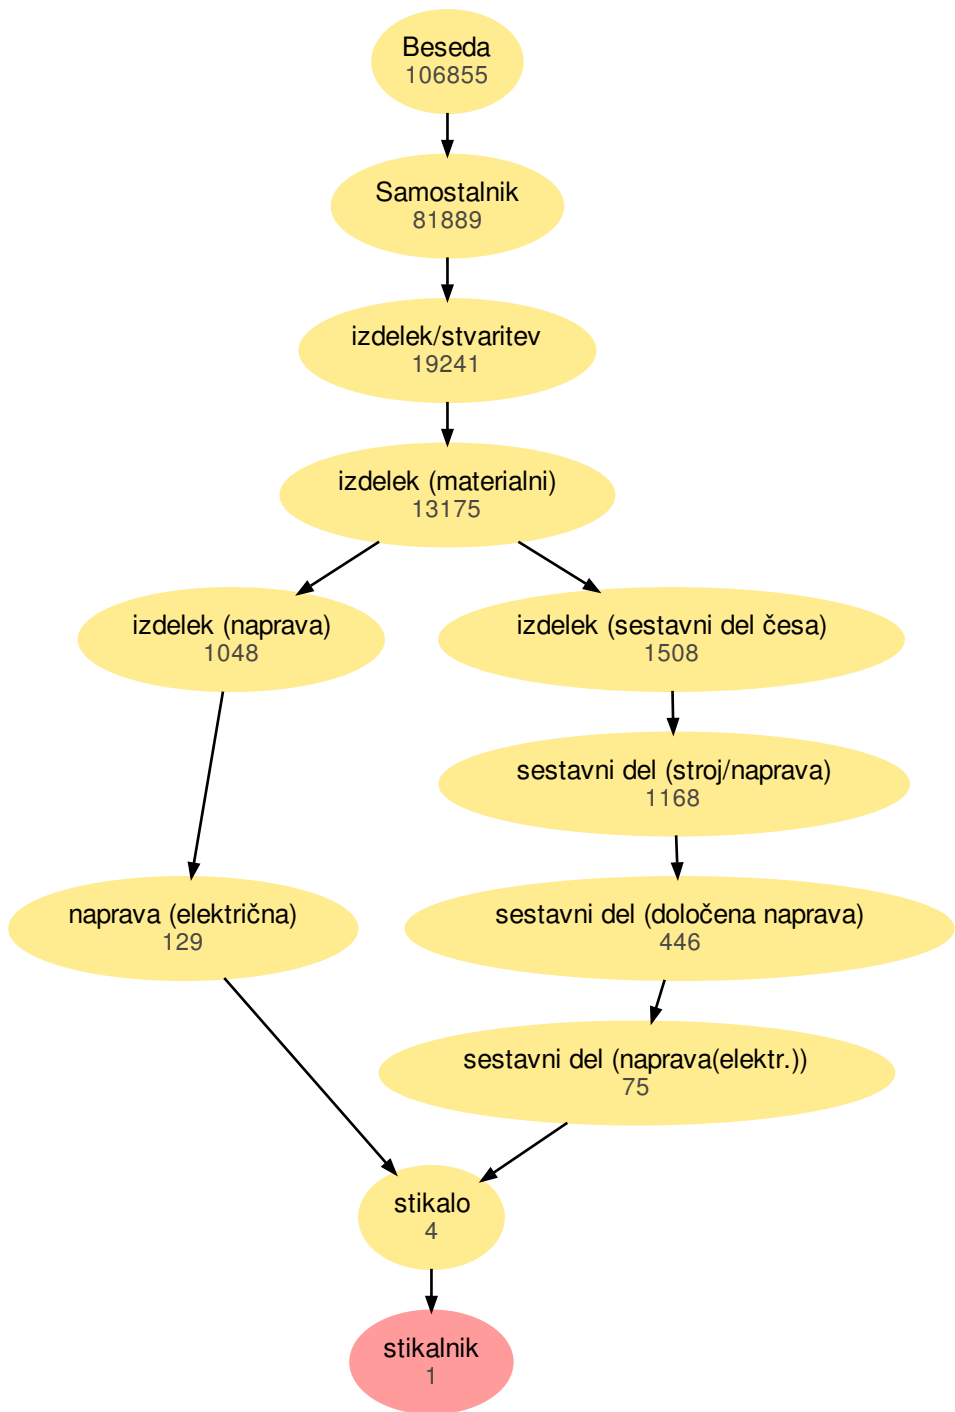 Beseda
106855
Samostalnik
81889
izdelek/stvaritev
19241
izdelek (materialni)
13175
izdelek (naprava)
1048
izdelek (sestavni del česa)
1508
sestavni del (stroj/naprava)
1168
naprava (električna)
129
sestavni del (določena naprava)
446
sestavni del (naprava(elektr.))
75
stikalo
4
stikalnik
1